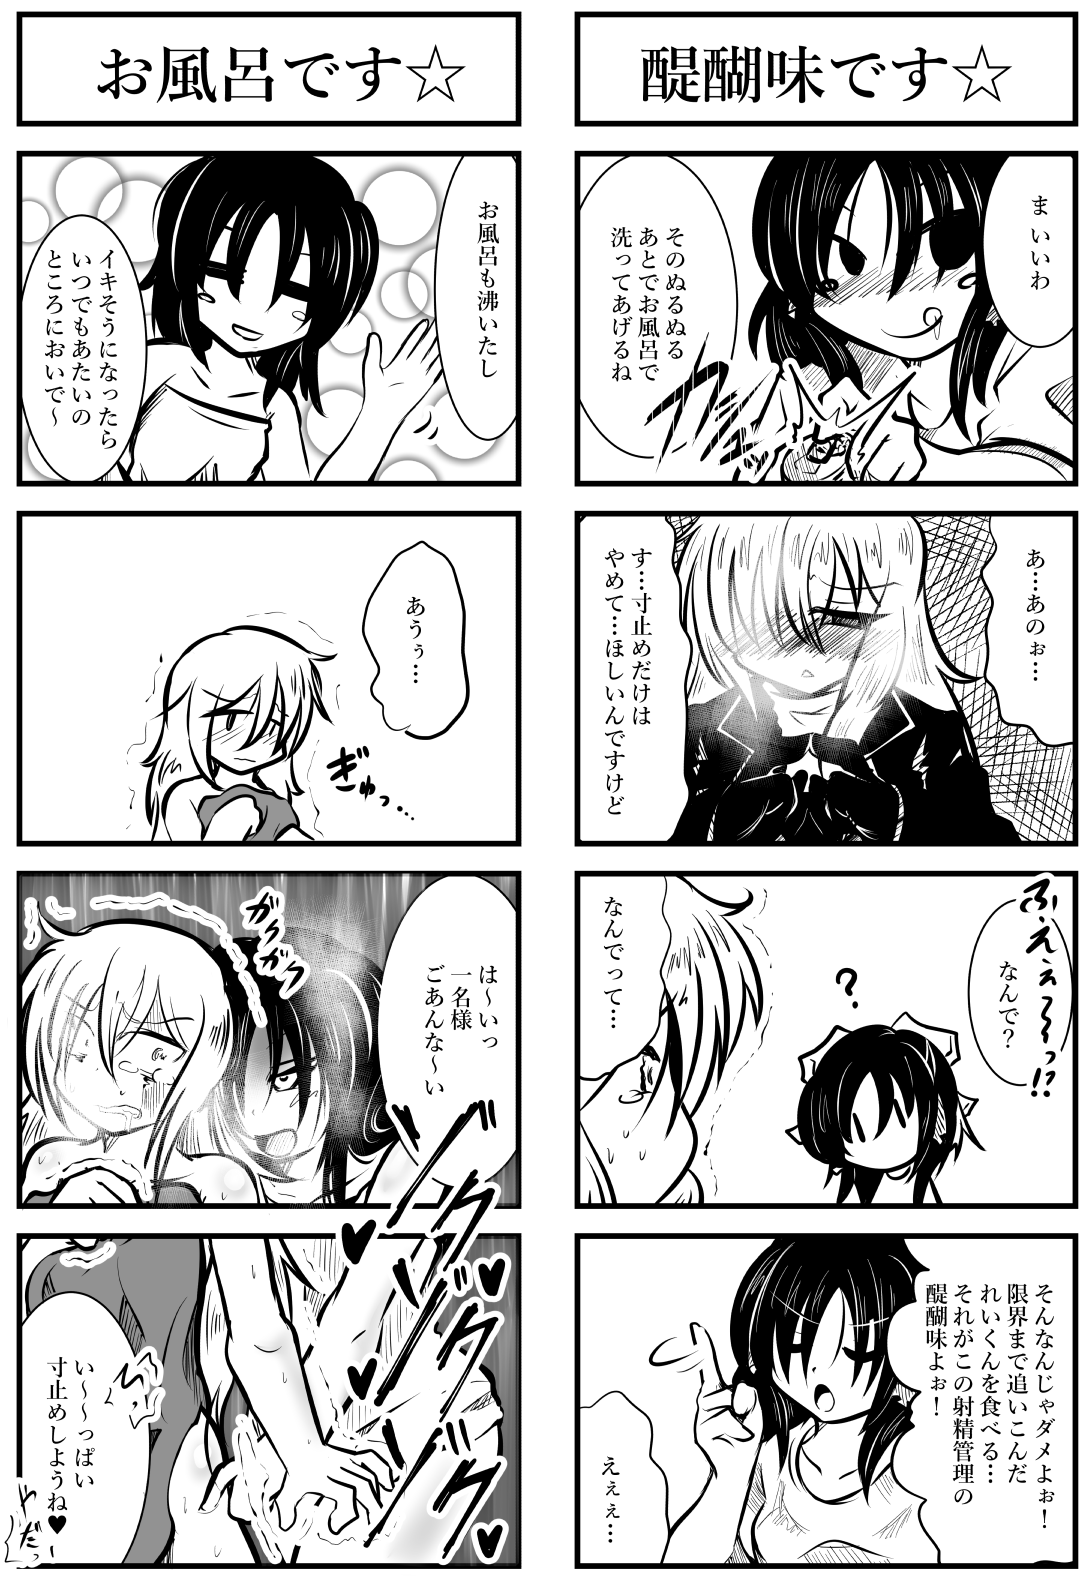 醍醐味です☆
まいいわ
そのぬるぬる
あとでお風呂で
洗ってあげるね
あ…あのぉ…
す…寸止めだけは
やめて…ほしいんですけど
ふえぇ~~っ!?
なんで?
?
なんでって…
そんなんじゃダメよぉ!
限界まで追いこんだ
れいくんを食べる…
それがこの射精管理の
醍醐味よぉ!
えぇぇ…
お風呂です☆
お風呂も沸いたし
イキそうになったら
いつでもあたいの
ところにおいで~
あうぅ…
ぎゅっ…
は~いっ
一名様
ごあんな~い
ガクガク
い~~っぱい
寸止めしようね♥
やだっ